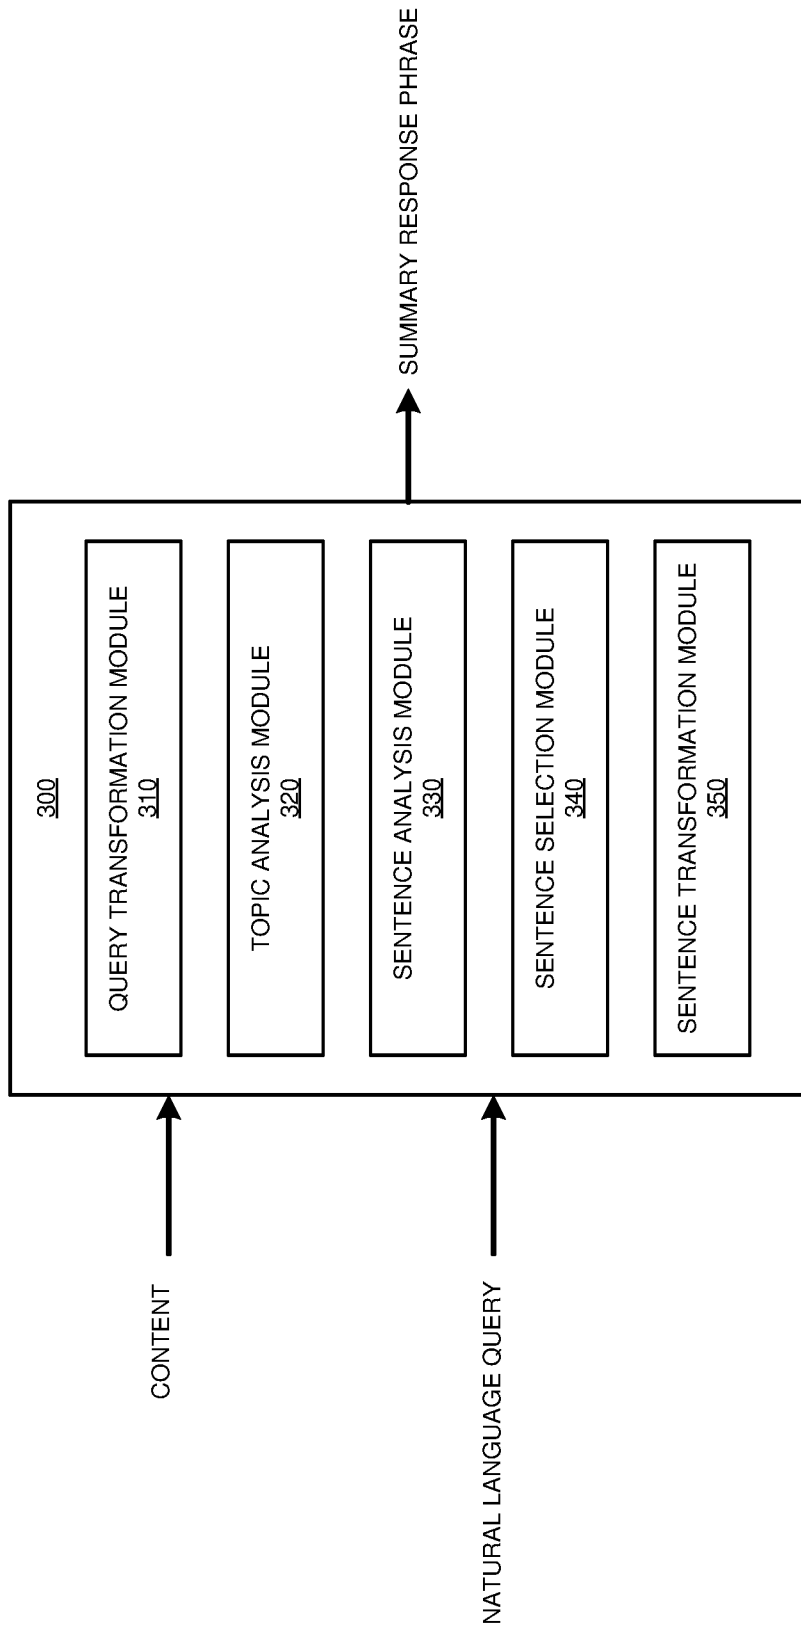 300
QUERY TRANSFORMATION MODULE
310
TOPIC ANALYSIS MODULE
320
SENTENCE ANALYSIS MODULE
330
SENTENCE SELECTION MODULE
340
SENTENCE TRANSFORMATION MODULE
350
CONTENT
NATURAL LANGUAGE QUERY
SUMMARY RESPONSE PHRASE